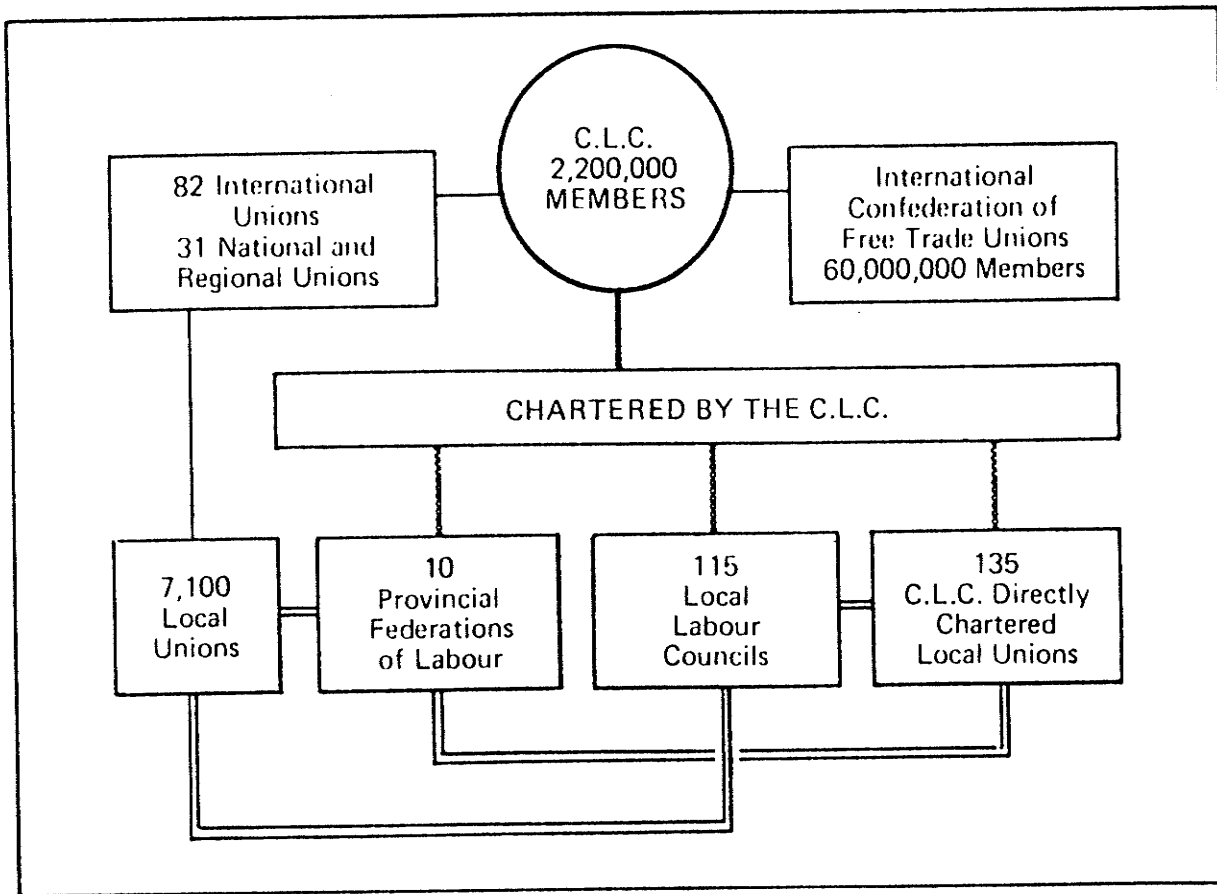 C.L.C.
2,200,000
MEMBERS
82 International
Unions
31 National and
Regional Unions
International
Confederation of
Free Trade Unions
60,000,000 Members
CHARTERED BY THE C.L.C.
7,100
Local
Unions
10
Provincial
Federations
of Labour
115
Local
Labour
Councils
135
C.L.C. Directly
Chartered
Local Unions